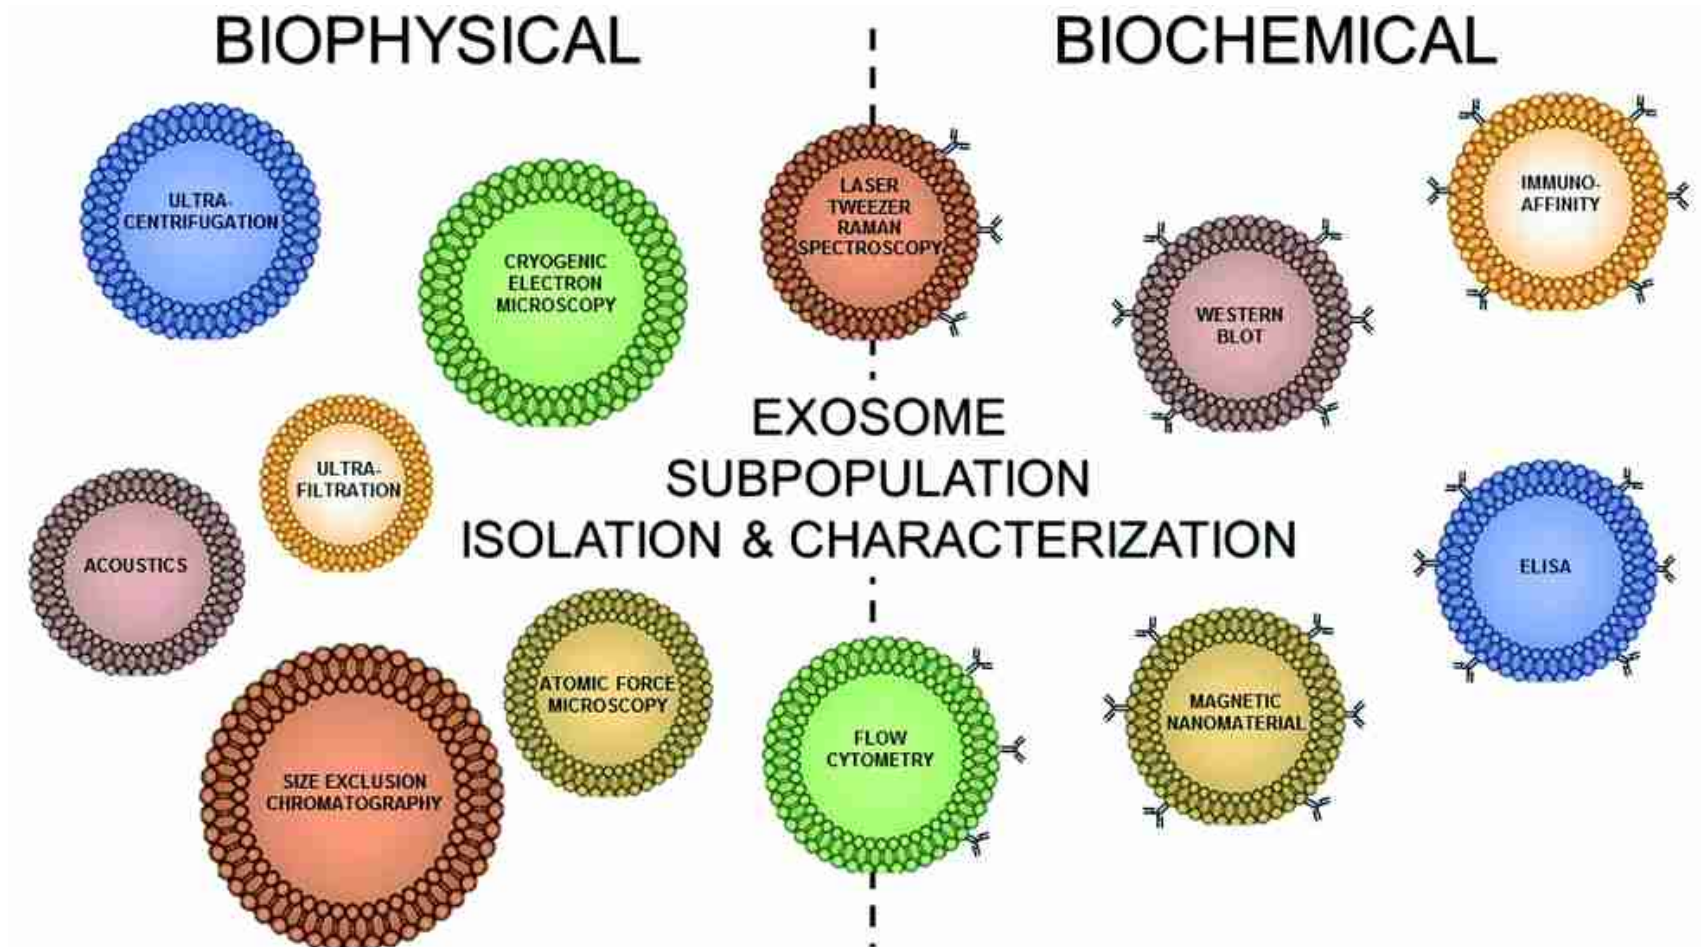 BIOPHYSICAL
BIOCHEMICAL
ULTRA-
CENTRIFUGATION
CRYOGENIC
ELECTRON
MICROSCOPY
LASER
TWEEZER
RAMAN
SPECTROSCOPY
IMMUNO-
AFFINITY
WESTERN
BLOT
EXOSOME
SUBPOPULATION
ISOLATION & CHARACTERIZATION
ULTRA-
FILTRATION
ACOUSTICS
ELISA
ATOMIC FORCE
MICROSCOPY
SIZE EXCLUSION
CHROMATOGRAPHY
FLOW
CYTOMETRY
MAGNETIC
NANOMATERIAL